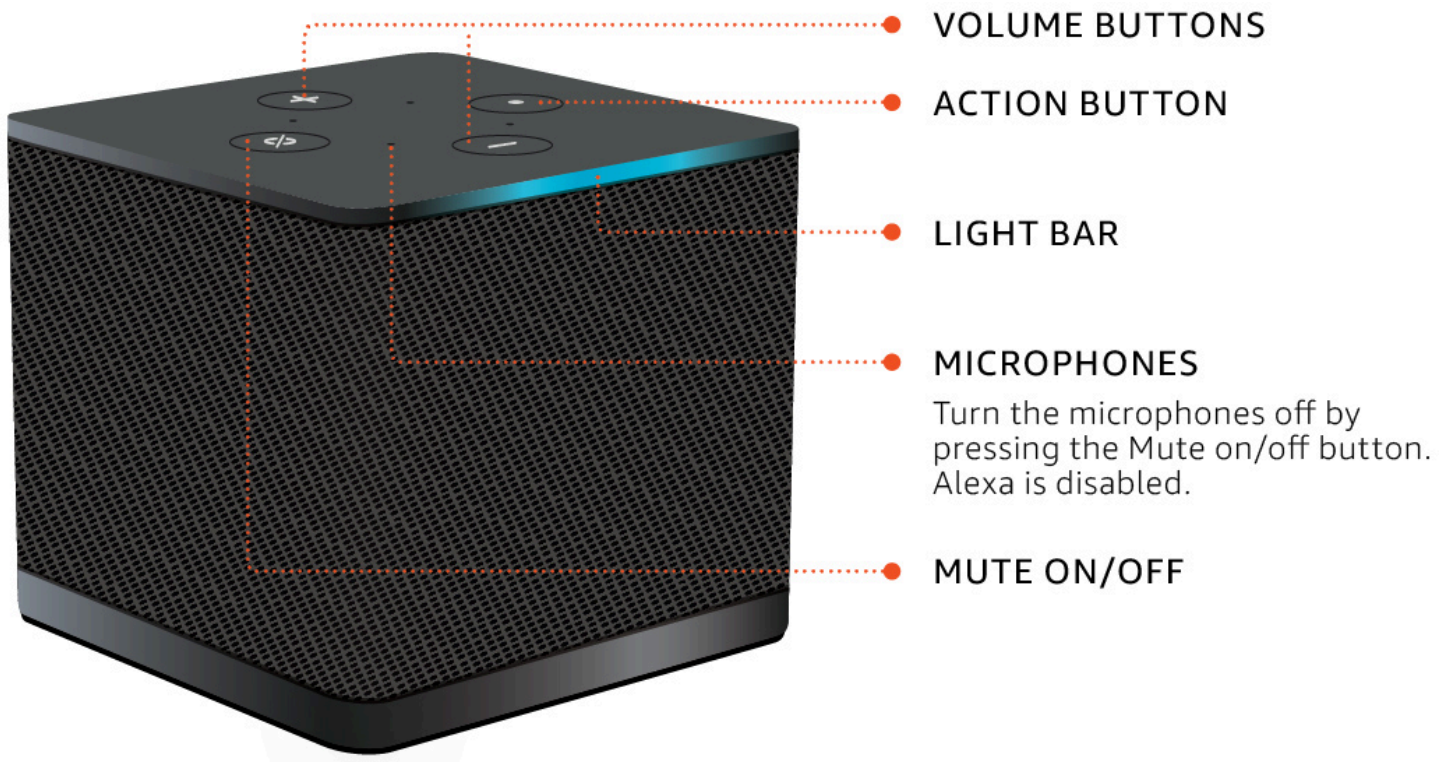 VOLUME BUTTONS
ACTION BUTTON
LIGHT BAR
MICROPHONES
Turn the microphones off by
pressing the Mute on/off button.
Alexa is disabled.
MUTE ON/OFF